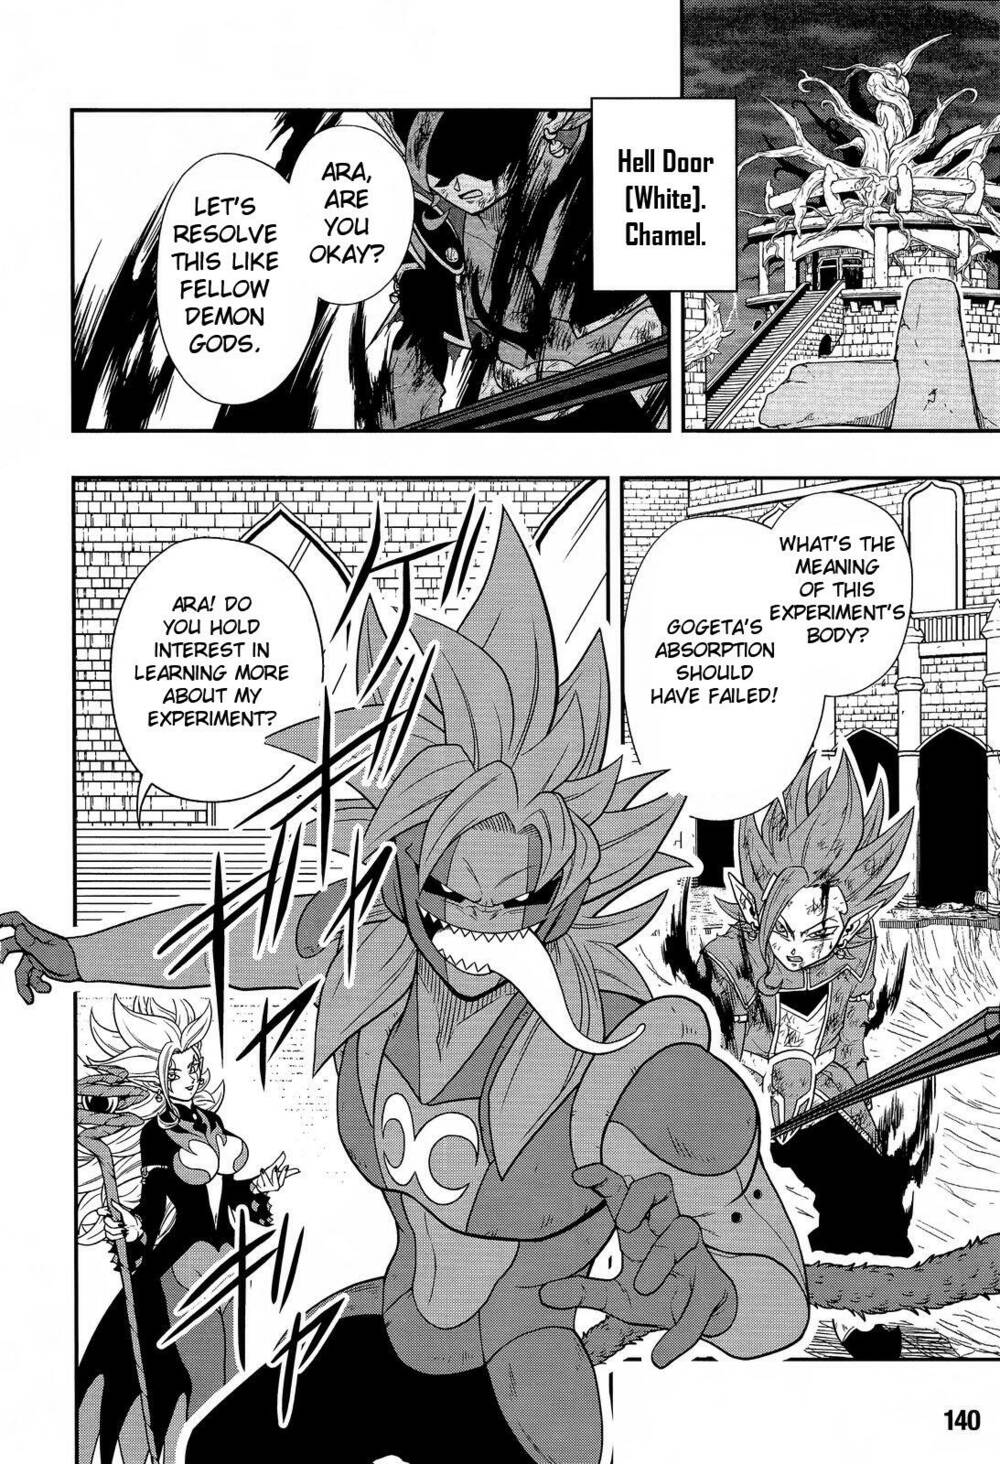 Hell Door
[White].
Chamel.
ARA,
ARE
YOU
OKAY?
LET'S
RESOLVE
THIS LIKE
FELLOW
DEMON
GODS.
WHAT'S THE
MEANING
OF THIS
EXPERIMENT'S
BODY?
GOGETA'S
ABSORPTION
SHOULD
HAVE FAILED!
ARA! DO
YOU HOLD
INTEREST IN
LEARNING MORE
ABOUT MY
EXPERIMENT?
140